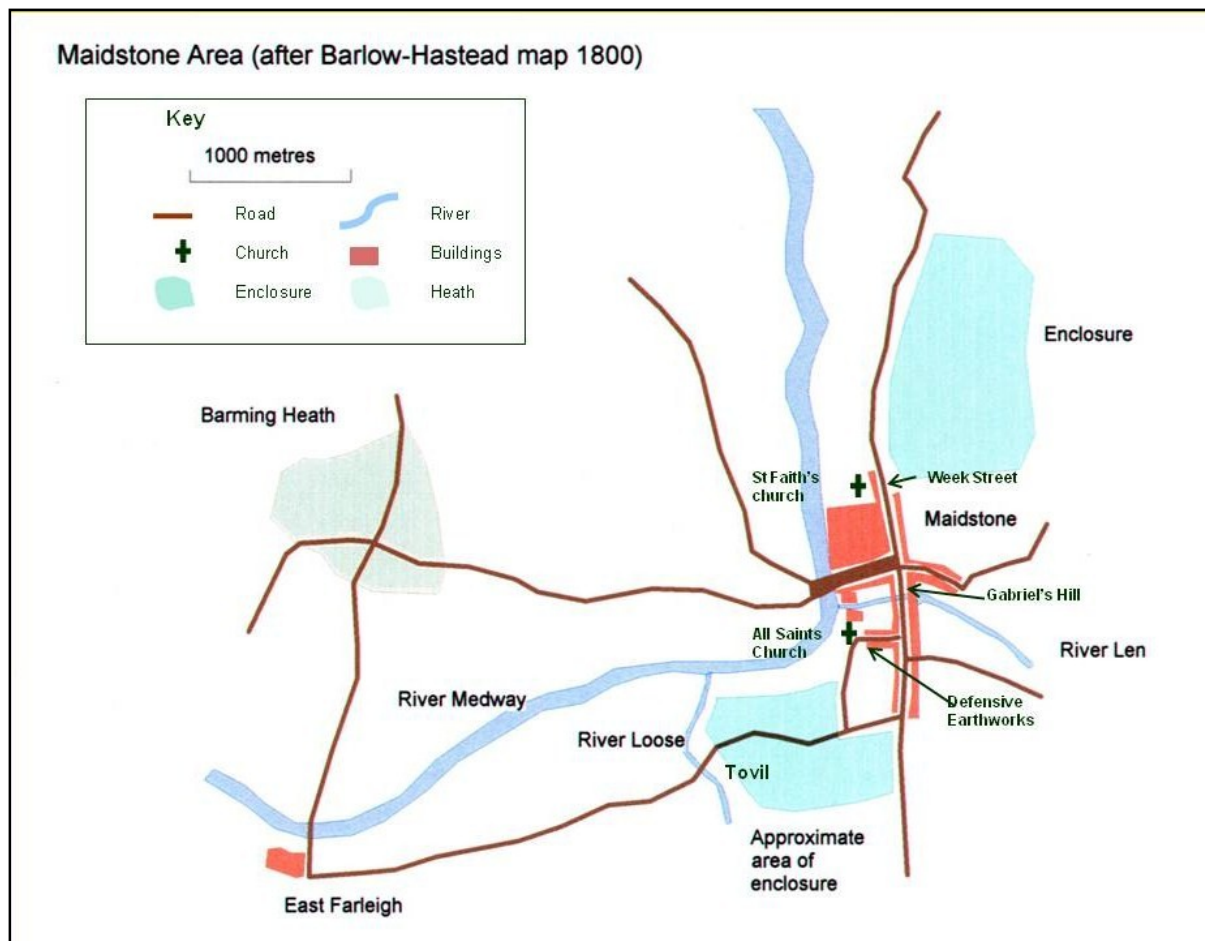 Maidstone Area (after Barlow-Hastead map 1800)
Key
1000 metres
Road
River
Church
Buildings
Enclosure
Heath
Enclosure
Barming Heath
St Faith's
church
Week Street
Maidstone
Gabriel's Hill
All Saints
Church
River Len
River Medway
Defensive
Earthworks
River Loose
Tovil
Approximate
area of
enclosure
East Farleigh